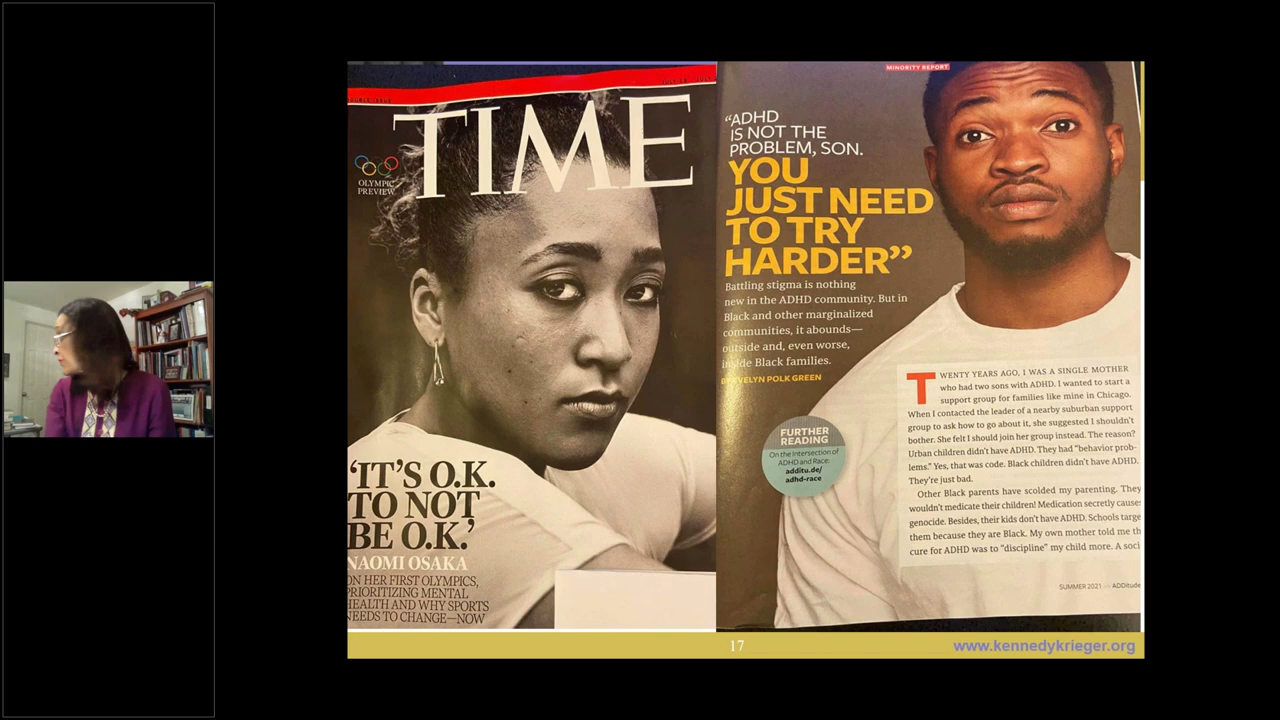 TIME
OLYMPIC
PREVIEW
'IT'S O.K.
TO NOT
BE O.K.'
NAOMI OSAKA
ON HER FIRST OLYMPICS,
PRIORITIZING MENTAL
HEALTH AND WHY SPORTS
NEEDS TO CHANGE—NOW
MINORITY REPORT
"ADHD
IS NOT THE
PROBLEM, SON.
YOU
JUST NEED
TO TRY
HARDER"
Battling stigma is nothing
new in the ADHD community. But in
Black and other marginalized
communities, it abounds—
outside and, even worse,
inside Black families.
BY EVELYN POLK GREEN
FURTHER
READING
On the Intersection of
ADHD and Race:
additu.de/
adhd-race
TWENTY YEARS AGO, I WAS A SINGLE MOTHER
who had two sons with ADHD. I wanted to start a
support group for families like mine in Chicago.
When I contacted the leader of a nearby suburban support
group to ask how to go about it, she suggested I shouldn't
bother. She felt I should join her group instead. The reason?
Urban children didn't have ADHD. They had "behavior prob-
lems." Yes, that was code. Black children didn't have ADHD.
They're just bad.
Other Black parents have scolded my parenting. They
wouldn't medicate their children! Medication secretly cause
genocide. Besides, their kids don't have ADHD. Schools targe
them because they are Black. My own mother told me th
cure for ADHD was to "discipline" my child more. A soci
SUMMER 2021 ADDitude
17
www.kennedykrieger.org